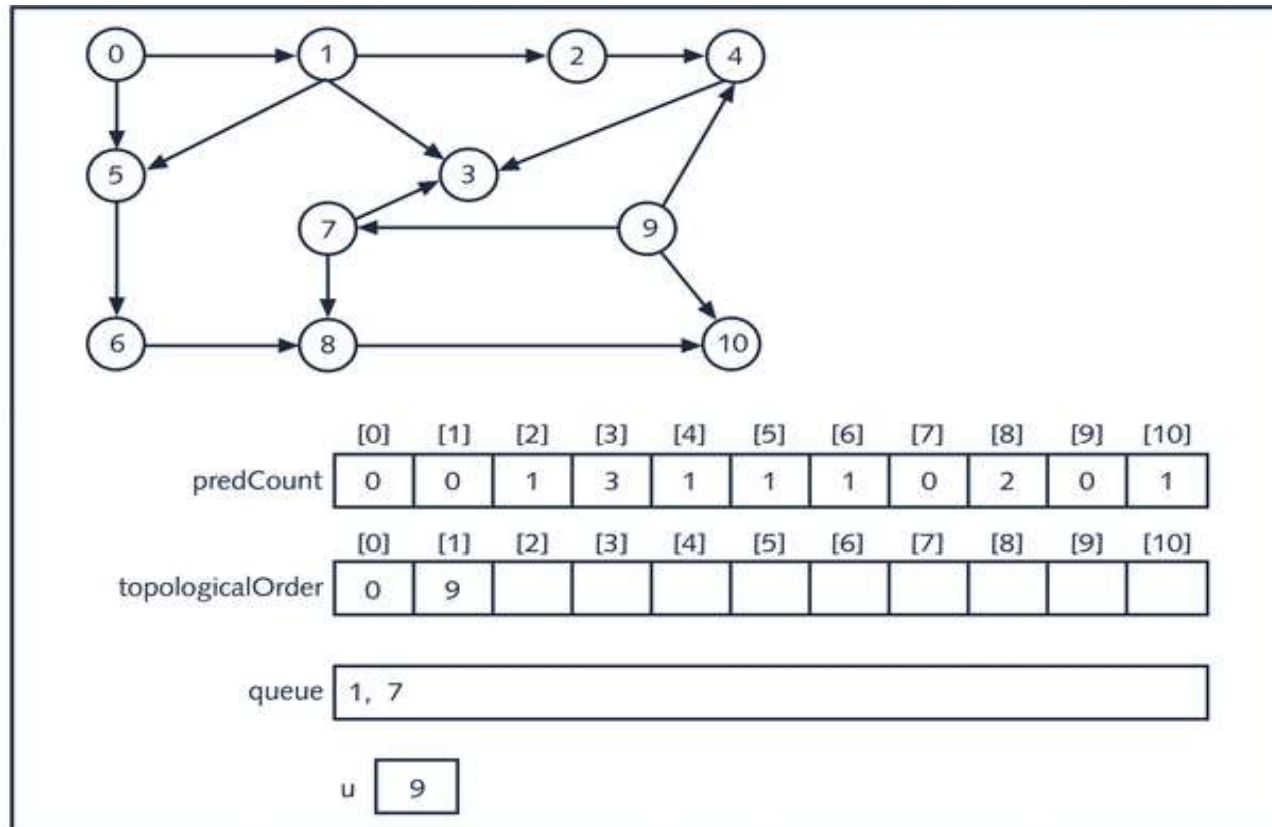 0 1 2 4
5 3
7 9
6 8 10
[0] [1] [2] [3] [4] [5] [6] [7] [8] [9] [10]
predCount 0 0 1 3 1 1 1 0 2 0 1
[0] [1] [2] [3] [4] [5] [6] [7] [8] [9] [10]
topologicalOrder 0 9
queue 1, 7
u 9